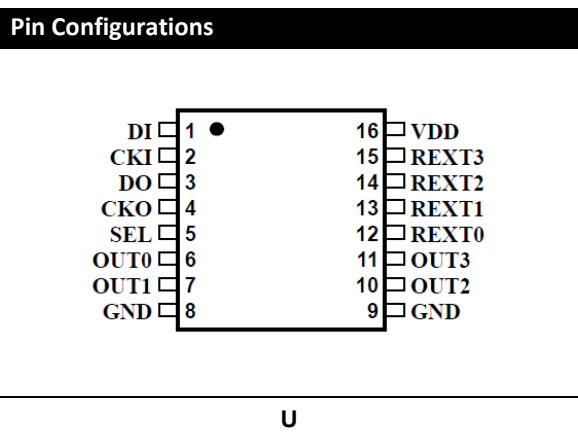 Pin Configurations
DI 1 16 VDD
CKI 2 15 REXT3
DO 3 14 REXT2
CKO 4 13 REXT1
SEL 5 12 REXT0
OUT0 6 11 OUT3
OUT1 7 10 OUT2
GND 8 9 GND
U